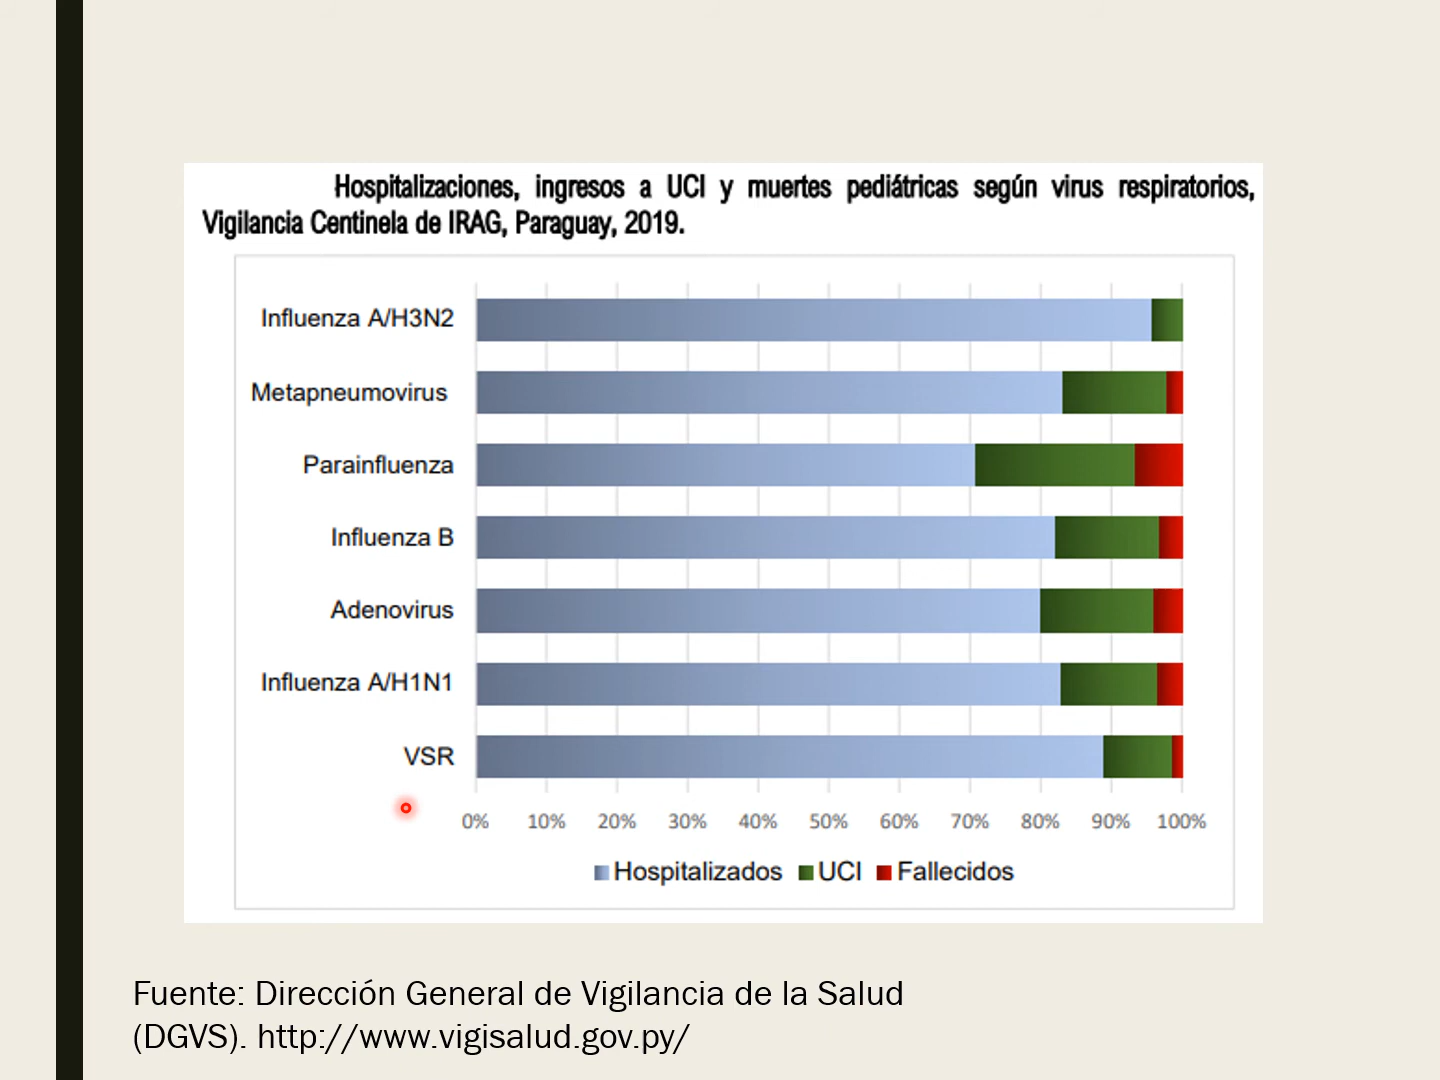 Hospitalizaciones, ingresos a UCI y muertes pediátricas según virus respiratorios,
Vigilancia Centinela de IRAG, Paraguay, 2019.
Influenza A/H3N2
Metapneumovirus
Parainfluenza
Influenza B
Adenovirus
Influenza A/H1N1
VSR
0% 10% 20% 30% 40% 50% 60% 70% 80% 90% 100%
Hospitalizados UCI Fallecidos
Fuente: Dirección General de Vigilancia de la Salud
(DGVS). http://www.vigisalud.gov.py/